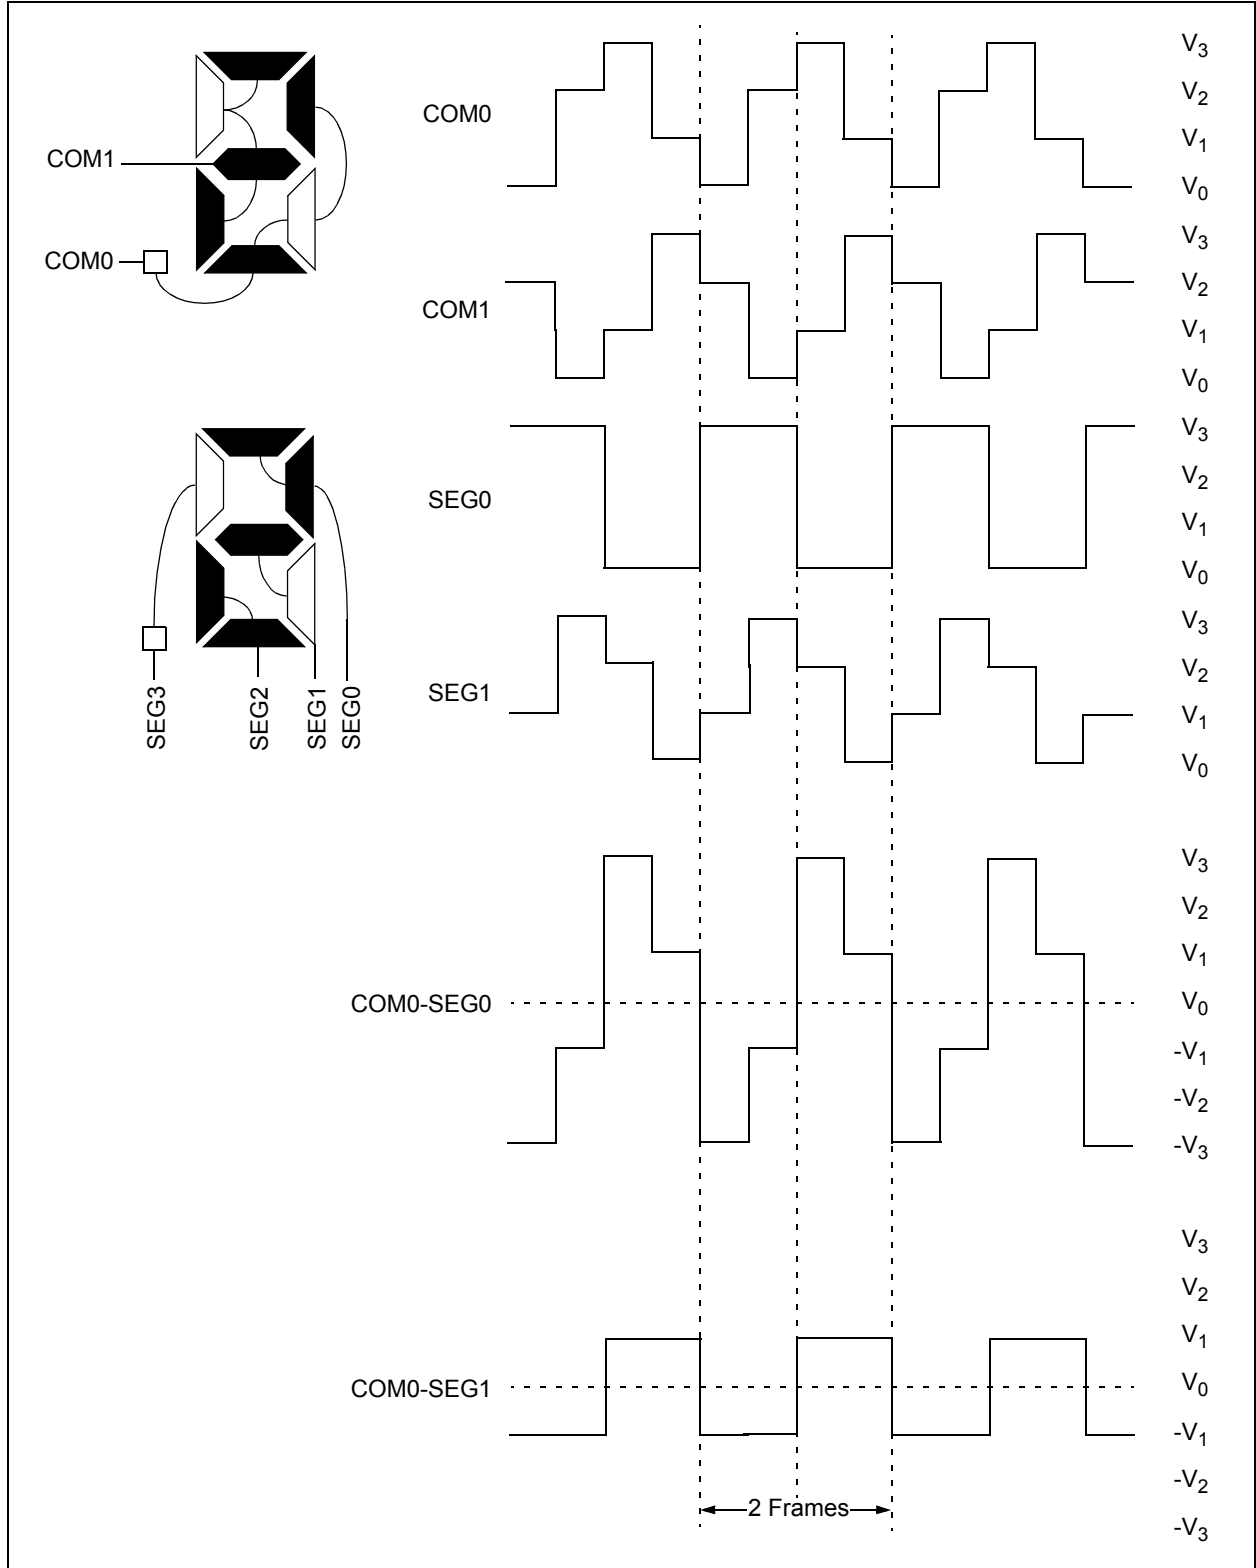 COM1
COM0
SEG3
SEG2
SEG1
SEG0
COM0
V3
V2
V1
V0
COM1
V3
V2
V1
V0
SEG0
V3
V2
V1
V0
SEG1
V3
V2
V1
V0
COM0-SEG0
V3
V2
V1
V0
-V1
-V2
-V3
COM0-SEG1
V3
V2
V1
V0
-V1
-V2
-V3
2 Frames